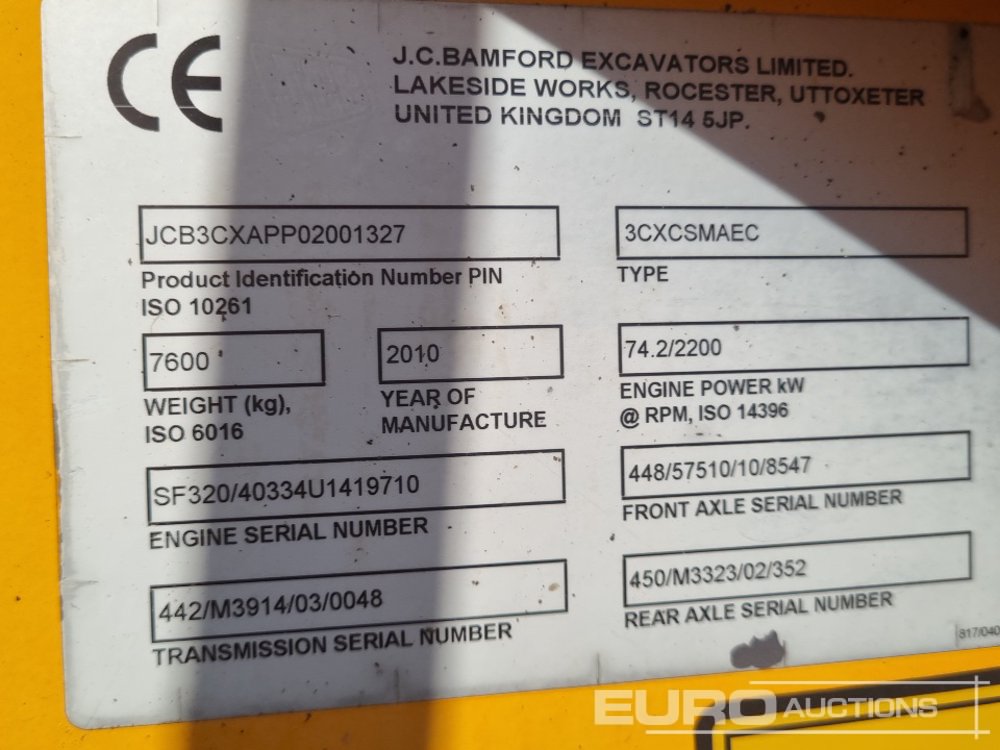 CE
J.C.BAMFORD EXCAVATORS LIMITED.
LAKESIDE WORKS, ROCESTER, UTTOXETER
UNITED KINGDOM ST14 5JP.
JCB3CXAPP02001327
Product Identification Number PIN
ISO 10261
3CXCSMAEC
TYPE
7600
WEIGHT (kg),
ISO 6016
2010
YEAR OF
MANUFACTURE
74.2/2200
ENGINE POWER kW
@ RPM, ISO 14396
SF320/40334U1419710
ENGINE SERIAL NUMBER
448/57510/10/8547
FRONT AXLE SERIAL NUMBER
442/M3914/03/0048
TRANSMISSION SERIAL NUMBER
450/M3323/02/352
REAR AXLE SERIAL NUMBER
817/040
EURO AUCTIONS